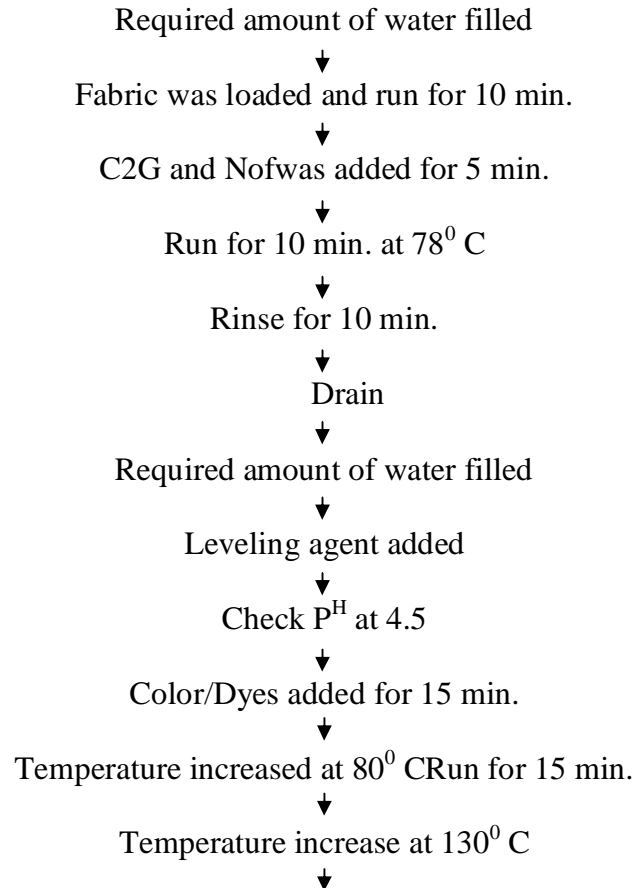 Required amount of water filled
Fabric was loaded and run for 10 min.
C2G and Nofwas added for 5 min.
Run for 10 min. at 78⁰ C
Rinse for 10 min.
Drain
Required amount of water filled
Leveling agent added
Check Pᴴ at 4.5
Color/Dyes added for 15 min.
Temperature increased at 80⁰ CRun for 15 min.
Temperature increase at 130⁰ C